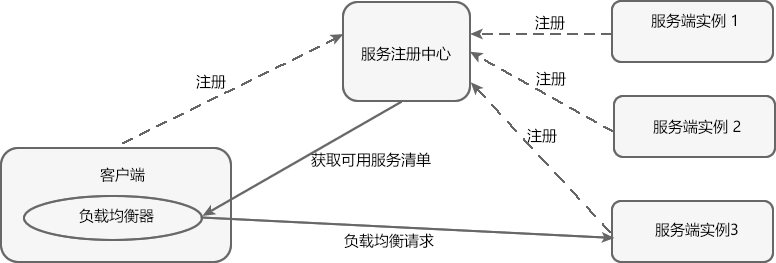 注册
服务端实例 1
服务注册中心
注册
注册
服务端实例 2
注册
获取可用服务清单
客户端
负载均衡器
服务端实例3
负载均衡请求